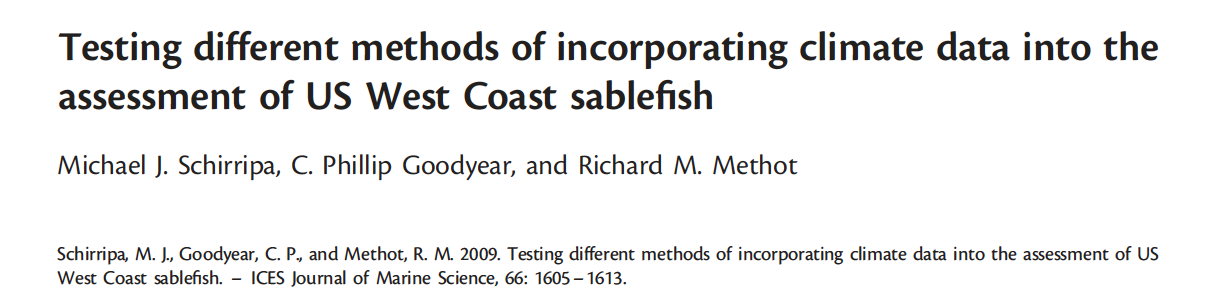 Testing different methods of incorporating climate data into the
assessment of US West Coast sablefish
Michael J. Schirripa, C. Phillip Goodyear, and Richard M. Methot
Schirripa, M. J., Goodyear, C. P., and Methot, R. M. 2009. Testing different methods of incorporating climate data into the assessment of US
West Coast sablefish. – ICES Journal of Marine Science, 66: 1605–1613.